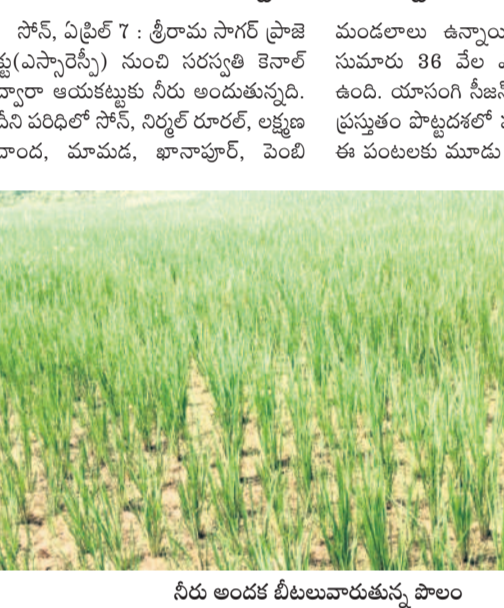 సోన్, ఏప్రిల్ 7 : శ్రీరామ సాగర్ ప్రాజె
క్టు(ఎస్సారెస్పీ) నుంచి సరస్వతి కెనాల్
ద్వారా ఆయకట్టుకు నీరు అందుతున్నది.
దీని పరిధిలో సోన్, నిర్మల్ రూరల్, లక్ష్మణ
చాంద, మామడ, ఖానాపూర్, పెంబి
మండలాలు ఉన్నాయి
సుమారు 36 వేల
ఉంది. యాసంగి సీజన్
ప్రస్తుతం పొట్టదశలో
ఈ పంటలకు మూడు
నీరు అందక బీటలువారుతున్న పొలం